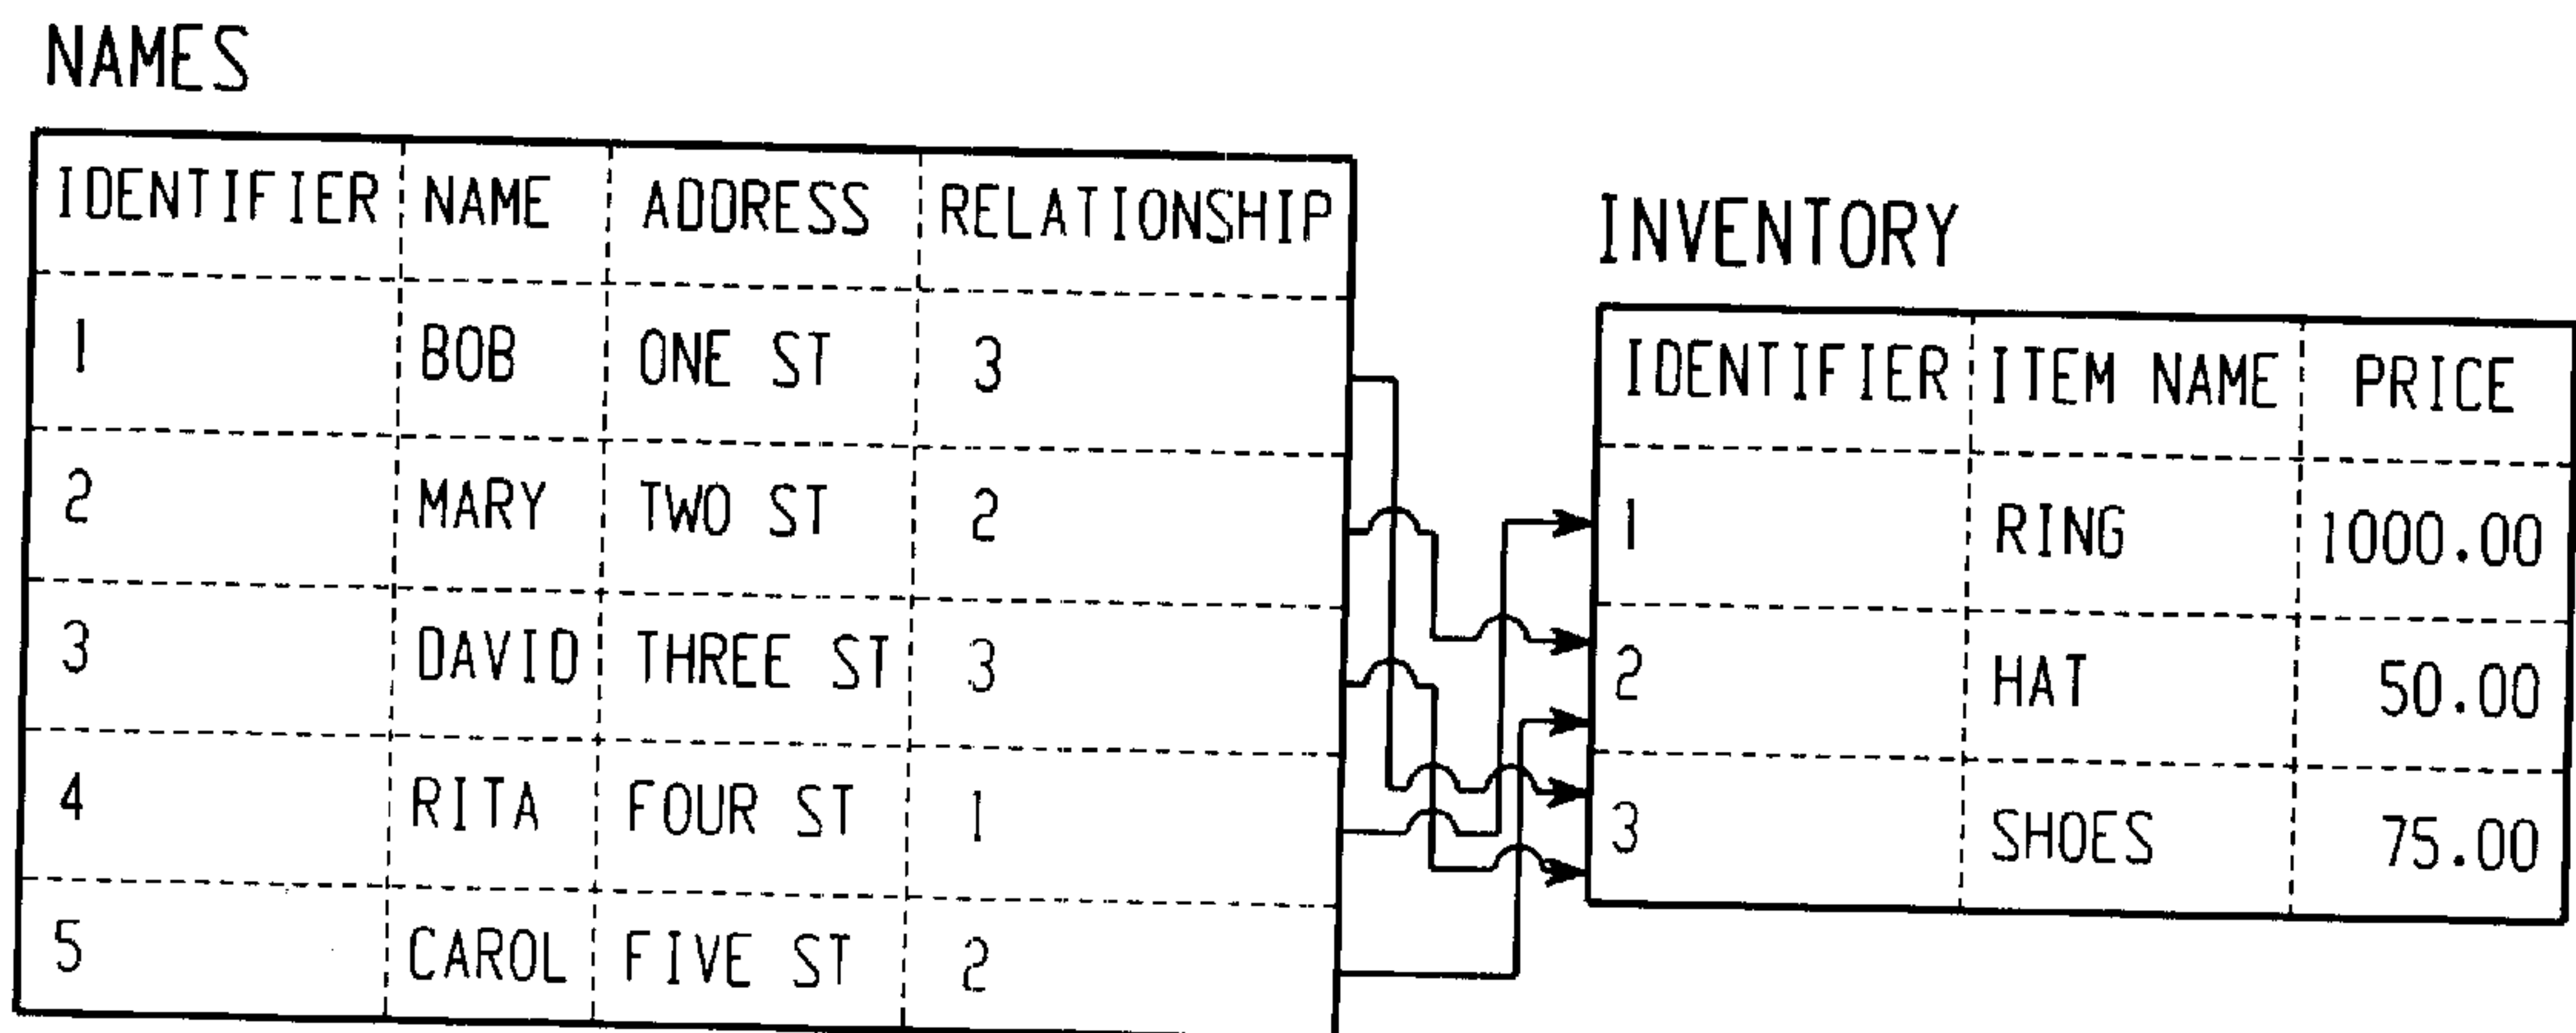 NAMES
IDENTIFIER NAME ADDRESS RELATIONSHIP
1 BOB ONE ST 3
2 MARY TWO ST 2
3 DAVID THREE ST 3
4 RITA FOUR ST 1
5 CAROL FIVE ST 2
INVENTORY
IDENTIFIER ITEM NAME PRICE
1 RING 1000.00
2 HAT 50.00
3 SHOES 75.00